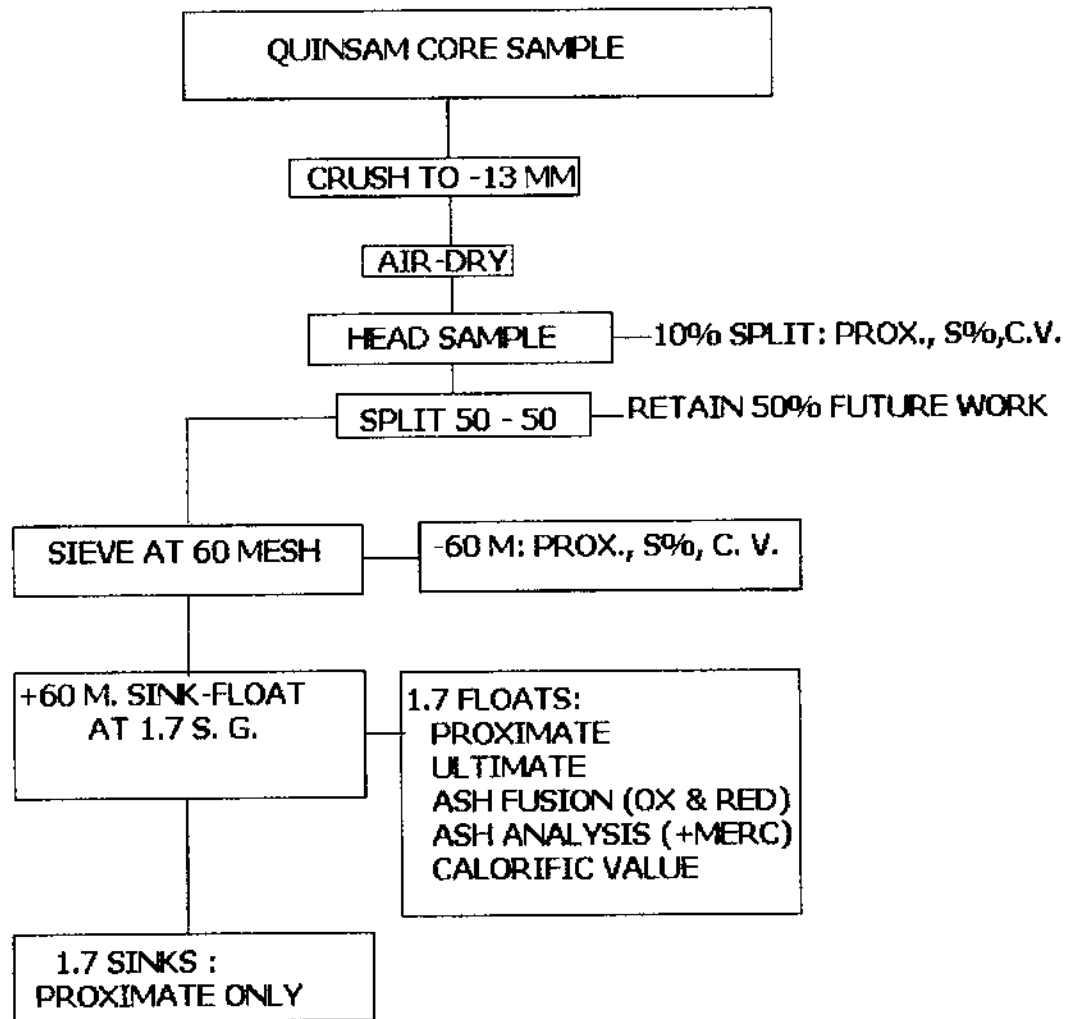 QUINSAM CORE SAMPLE
CRUSH TO -13 MM
AIR-DRY
HEAD SAMPLE
10% SPLIT: PROX., S%,C.V.
SPLIT 50 - 50
RETAIN 50% FUTURE WORK
SIEVE AT 60 MESH
-60 M: PROX., S%, C. V.
+60 M. SINK-FLOAT
AT 1.7 S. G.
1.7 FLOATS:
PROXIMATE
ULTIMATE
ASH FUSION (OX & RED)
ASH ANALYSIS (+MERC)
CALORIFIC VALUE
1.7 SINKS :
PROXIMATE ONLY